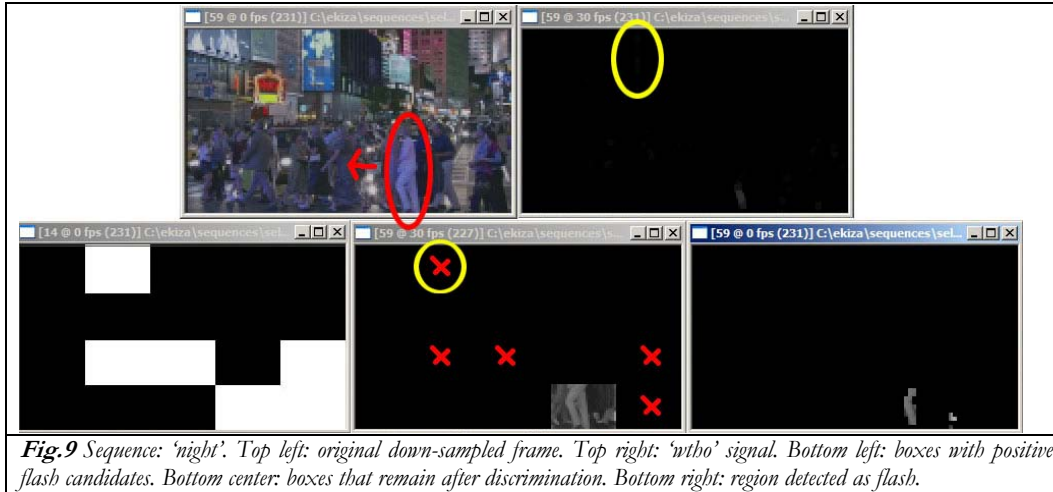 [59 @ 0 fps (231)] C:\ekiza\sequences\sel...
[59 @ 30 fps (231)] C:\ekiza\sequences\s...
[14 @ 0 fps (231)] C:\ekiza\sequences\sel...
[59 @ 30 fps (227)] C:\ekiza\sequences\s...
[59 @ 0 fps (231)] C:\ekiza\sequences\sel...
Fig.9 Sequence: ‘night’. Top left: original down-sampled frame. Top right: ‘wtho’ signal. Bottom left: boxes with positive
flash candidates. Bottom center: boxes that remain after discrimination. Bottom right: region detected as flash.